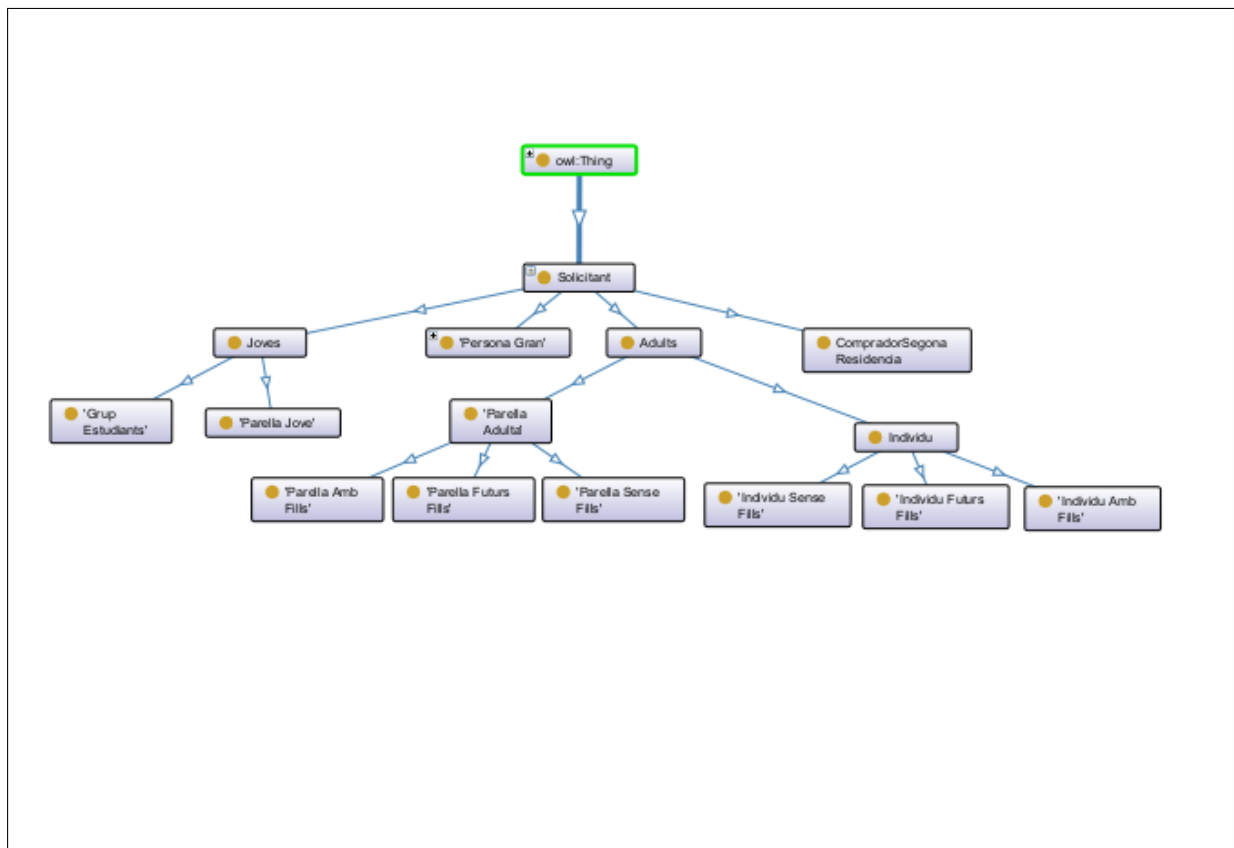 owl:Thing
Solicitant
Joves
'Persona Gran'
Adults
CompradorSegona
Residencia
'Grup
Estudiants'
'Parella Jove'
'Parella
Adulta'
Individu
'Parella Amb
Fills'
'Parella Futurs
Fills'
'Parella Sense
Fills'
'Individu Sense
Fills'
'Individu Futurs
Fills'
'Individu Amb
Fills'